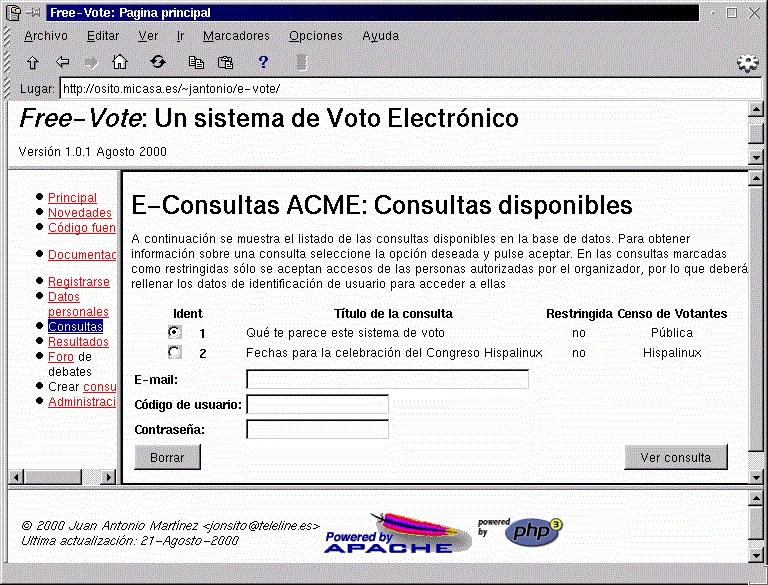 Free-Vote: Pagina principal
Archivo Editar Ver Ir Marcadores Opciones Ayuda
?
Lugar: http://osito.micasa.es/~jantonio/e-vote/
Free-Vote: Un sistema de Voto Electrónico
Versión 1.0.1 Agosto 2000
Principal
Novedades
Código fuen
Documentac
Registrarse
Datos
personales
Consultas
Resultados
Foro de
debates
Crear consu
Administraci
E-Consultas ACME: Consultas disponibles
A continuación se muestra el listado de las consultas disponibles en la base de datos. Para obtener
información sobre una consulta seleccione la opción deseada y pulse aceptar. En las consultas marcadas
como restringidas sólo se aceptan accesos de las personas autorizadas por el organizador, por lo que deberá
rellenar los datos de identificación de usuario para acceder a ellas
Ident Título de la consulta Restringida Censo de Votantes
1 Qué te parece este sistema de voto no Pública
2 Fechas para la celebración del Congreso Hispalinux no Hispalinux
E-mail:
Código de usuario:
Contraseña:
Borrar Ver consulta
© 2000 Juan Antonio Martínez <jonsito@teleline.es>
Ultima actualización: 21-Agosto-2000
Powered by
APACHE
powered
by
php3